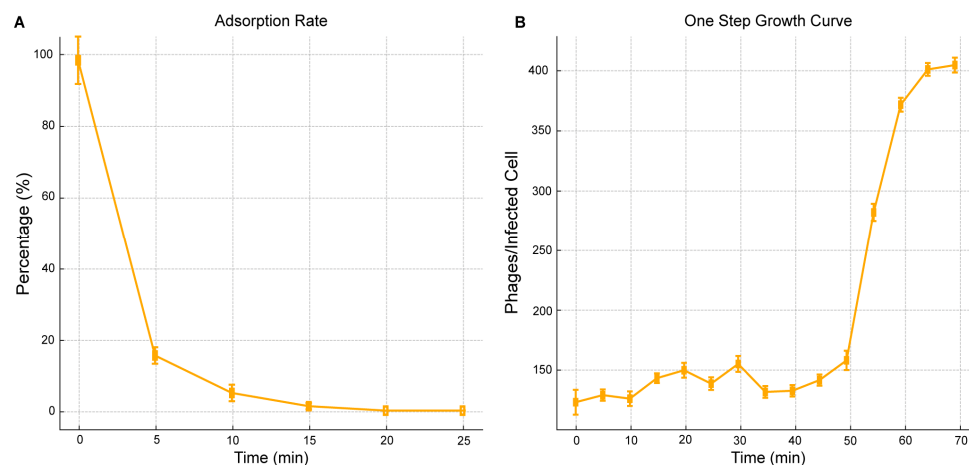 A
Adsorption Rate
Percentage (%)
100
80
60
40
20
0
0 5 10 15 20 25
Time (min)
B
One Step Growth Curve
Phages/Infected Cell
400
350
300
250
200
150
0 10 20 30 40 50 60 70
Time (min)